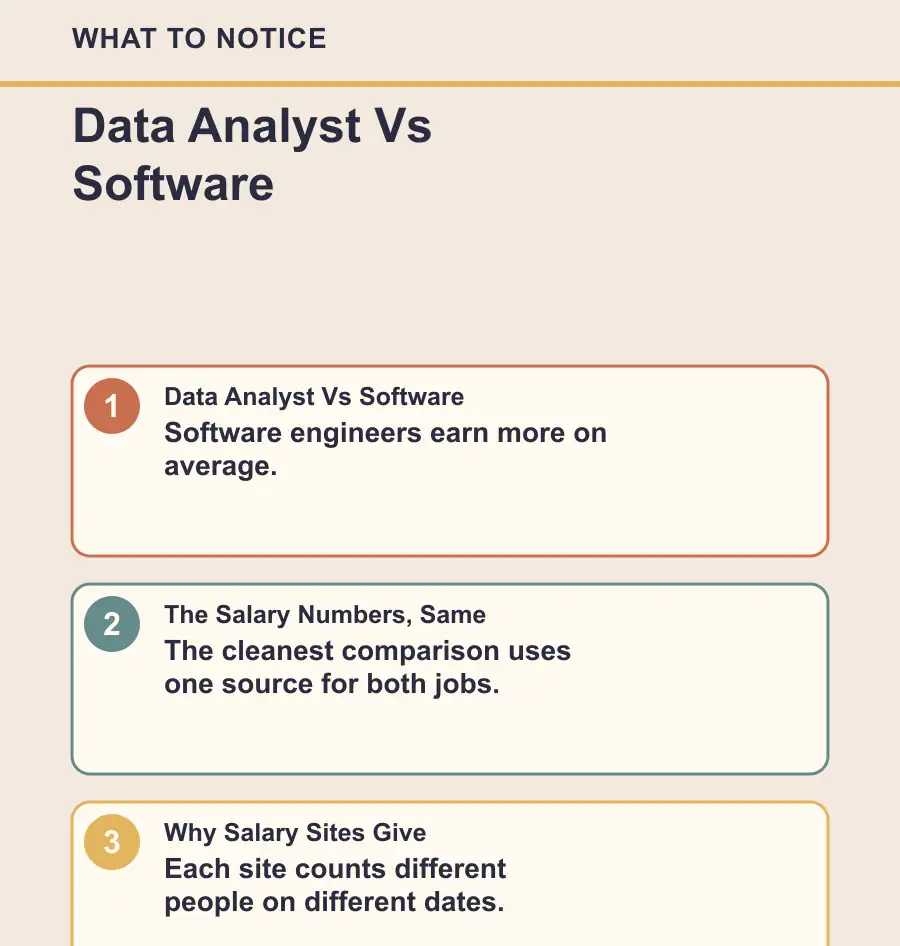 WHAT TO NOTICE
Data Analyst Vs
Software
1
Data Analyst Vs Software
Software engineers earn more on
average.
2
The Salary Numbers, Same
The cleanest comparison uses
one source for both jobs.
3
Why Salary Sites Give
Each site counts different
people on different dates.